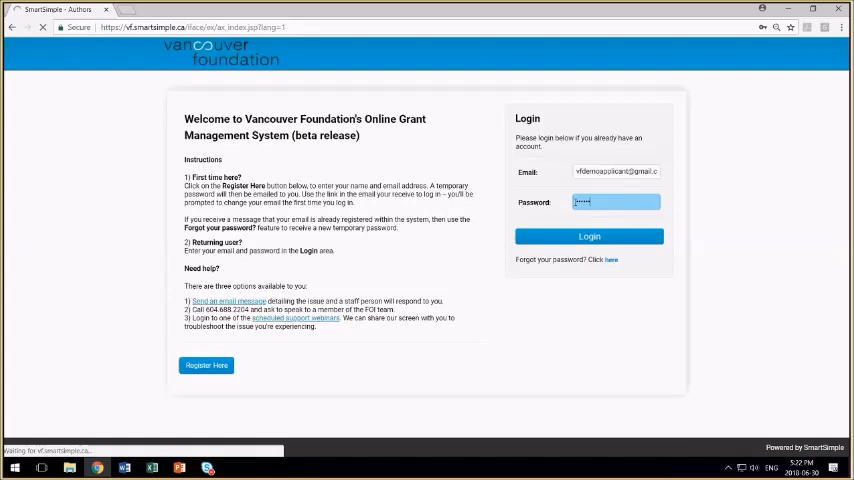 SmartSimple - Authors
Secure
https://vf.smartsimple.ca/iface/ex/ax_index.jsp?lang=1
vancouver
foundation
Welcome to Vancouver Foundation's Online Grant
Management System (beta release)
Instructions
1) First time here?
Click on the Register Here button below, to enter your name and email address. A temporary
password will then be emailed to you. Use the link in the email your receive to log in – you'll be
prompted to change your email the first time you log in.
If you receive a message that your email is already registered within the system, then use the
Forgot your password? feature to receive a new temporary password.
2) Returning user?
Enter your email and password in the Login area.
Need help?
There are three options available to you:
1) Send an email message detailing the issue and a staff person will respond to you.
2) Call 604.688.2204 and ask to speak to a member of the FOI team.
3) Login to one of the scheduled support webinars. We can share our screen with you to
troubleshoot the issue you're experiencing.
Register Here
Login
Please login below if you already have an
account.
Email: vfdemoapplicant@gmail.c
Password: ••••••
Login
Forgot your password? Click here
Powered by SmartSimple
Waiting for vf.smartsimple.ca...
ENG
5:22 PM
2018-06-30